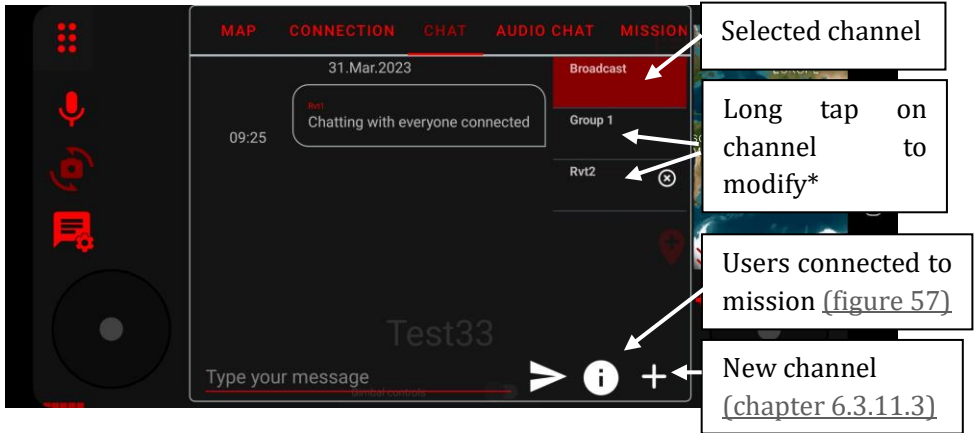 MAP CONNECTION CHAT AUDIO CHAT MISSION
31.Mar.2023
Rvt1
Chatting with everyone connected
09:25
Broadcast
Group 1
Rvt2
Test33
Type your message
Gimbal controls
EUROPE
Selected channel
Long tap on
channel to
modify*
Users connected to
mission (figure 57)
New channel
(chapter 6.3.11.3)